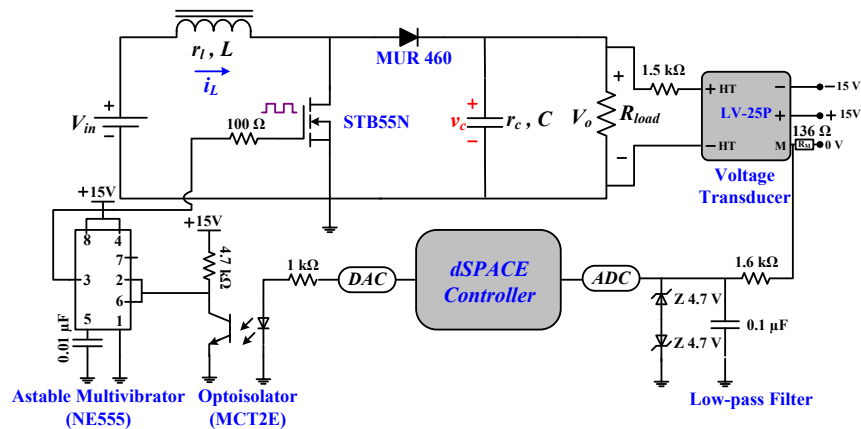 r_l , L
i_L
MUR 460
V_in
+
−
100 Ω
STB55N
+
v_c
−
r_c , C
+
V_o
−
R_load
1.5 kΩ
+ HT
− HT
LV-25P
−
+
M
−15 V
+ 15V
136 Ω
R_M
0 V
Voltage
Transducer
+15V
8
4
7
3
2
6
5
1
0.01 μF
+15V
4.7 kΩ
1 kΩ
DAC
dSPACE
Controller
ADC
1.6 kΩ
Z 4.7 V
Z 4.7 V
0.1 μF
Astable Multivibrator
(NE555)
Optoisolator
(MCT2E)
Low-pass Filter